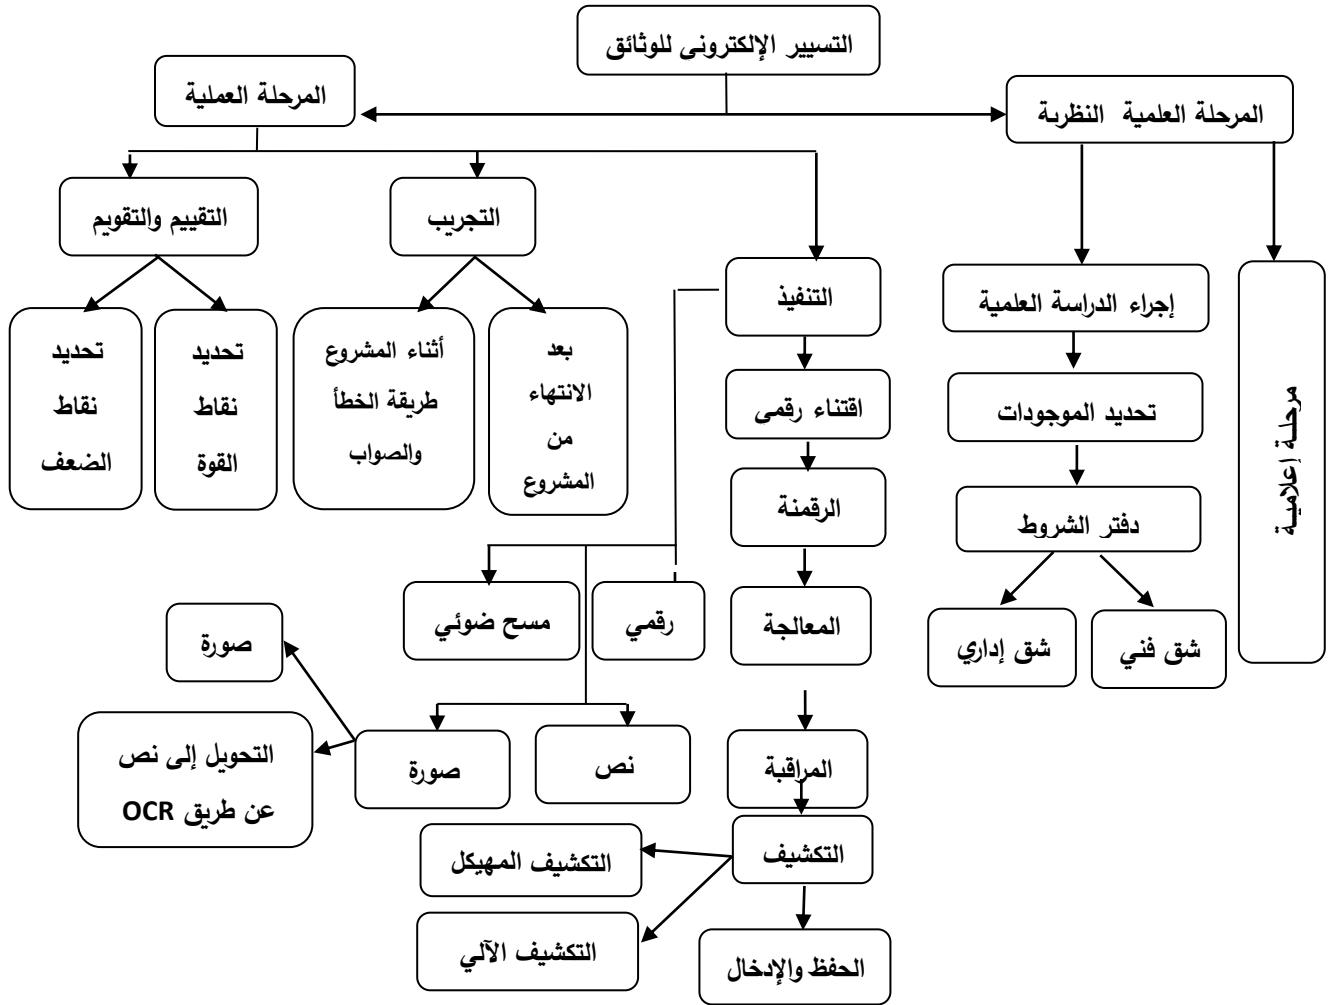 التسيير الإلكترونى للوثائق
المرحلة العلمية النظرية
المرحلة العملية
التقييم والتقويم
التجريب
التنفيذ
إجراء الدراسة العلمية
مرحلـة إعلاميـة
تحديد
نقاط
الضعف
تحديد
نقاط
القوة
أثناء المشروع
طريقة الخطأ
والصواب
بعد
الانتهاء
من
المشروع
اقتناء رقمى
تحديد الموجودات
الرقمنة
دفتر الشروط
مسح ضوئي
رقمي
المعالجة
شق إداري
شق فني
صورة
التحويل إلى نص
عن طريق OCR
صورة
نص
المراقبة
التكشيف
التكشيف المهيكل
التكشيف الآلي
الحفظ والإدخال